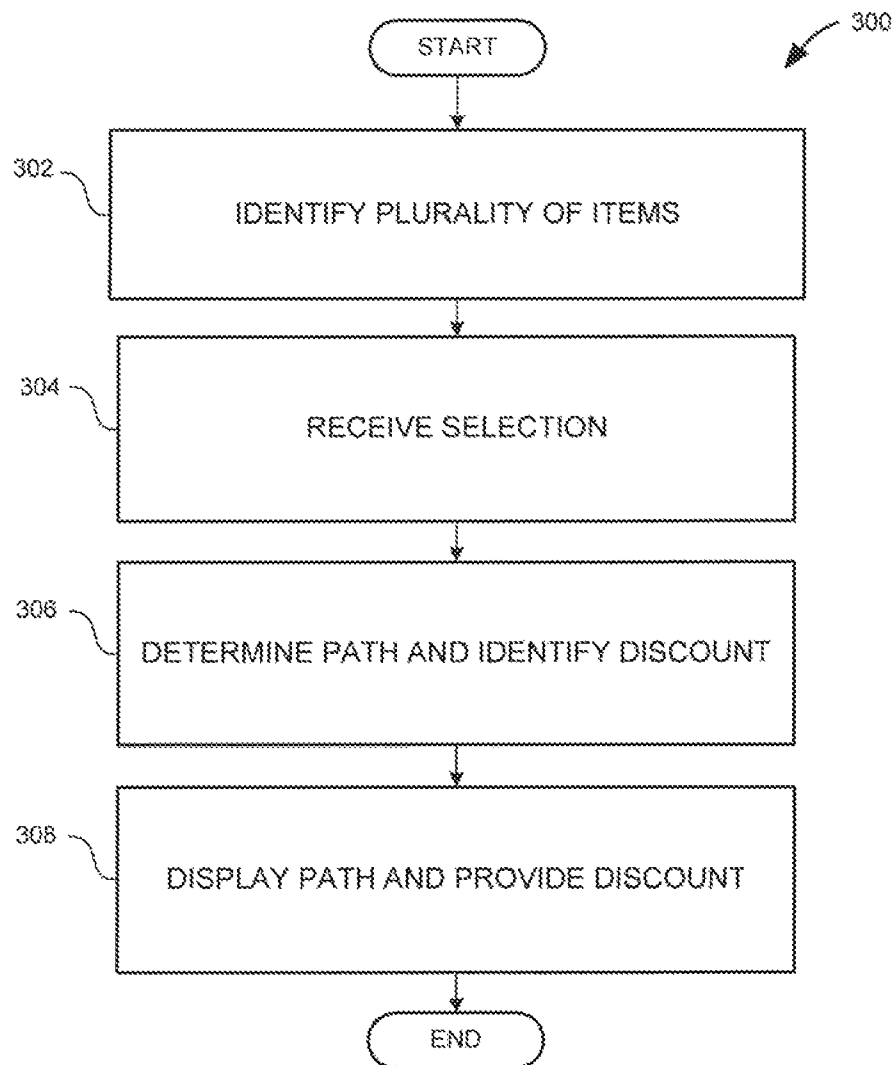 START
300
302
IDENTIFY PLURALITY OF ITEMS
304
RECEIVE SELECTION
306
DETERMINE PATH AND IDENTIFY DISCOUNT
308
DISPLAY PATH AND PROVIDE DISCOUNT
END